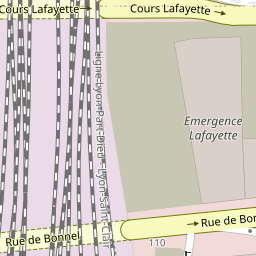 Cours Lafayette
Cours Lafayette
Ligne Lyon-Part-Dieu - Lyon-Saint-Clair
Emergence
Lafayette
Rue de Bon
Rue de Bonnel
110